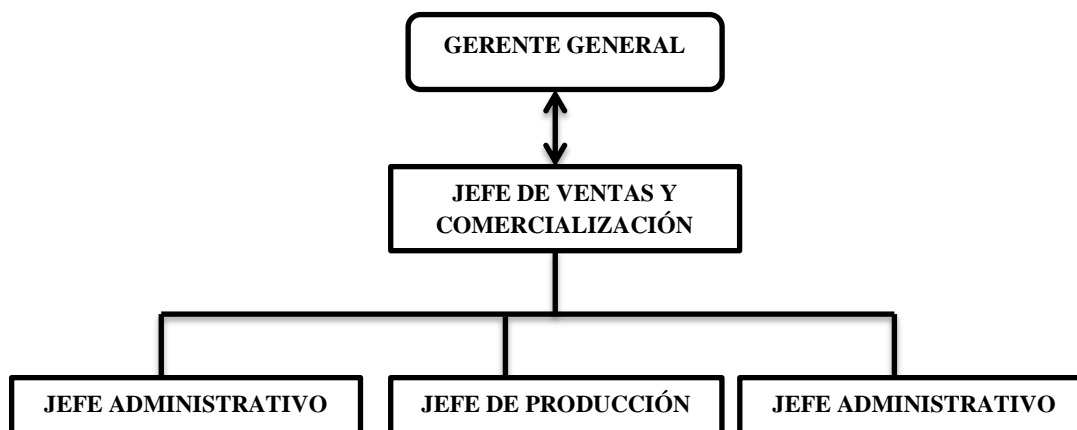 GERENTE GENERAL
JEFE DE VENTAS Y
COMERCIALIZACIÓN
JEFE ADMINISTRATIVO
JEFE DE PRODUCCIÓN
JEFE ADMINISTRATIVO